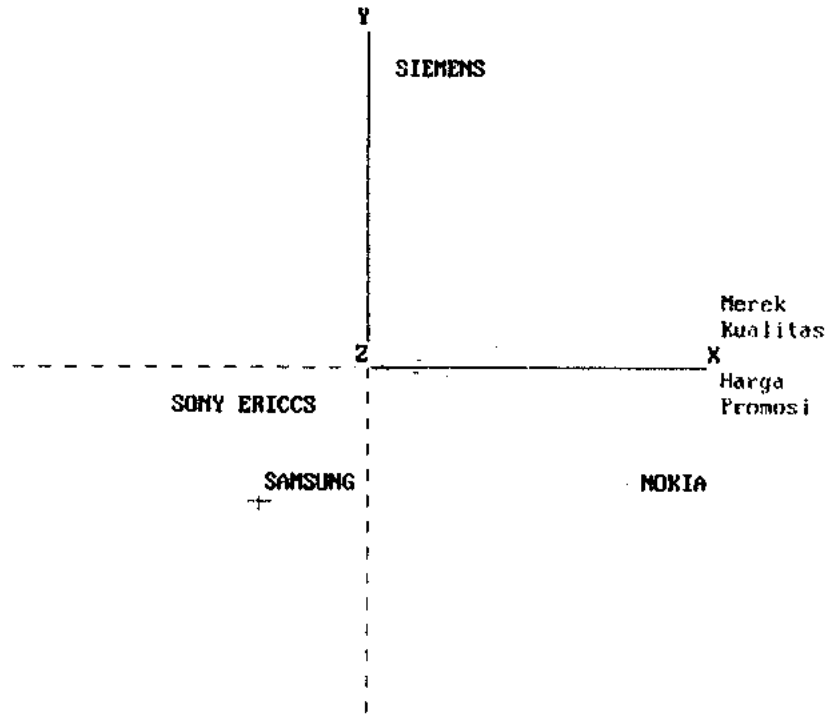 Y
SIEMENS
Merek
Kualitas
Z
X
Harga
Promosi
SONY ERICCS
SAMSUNG
NOKIA